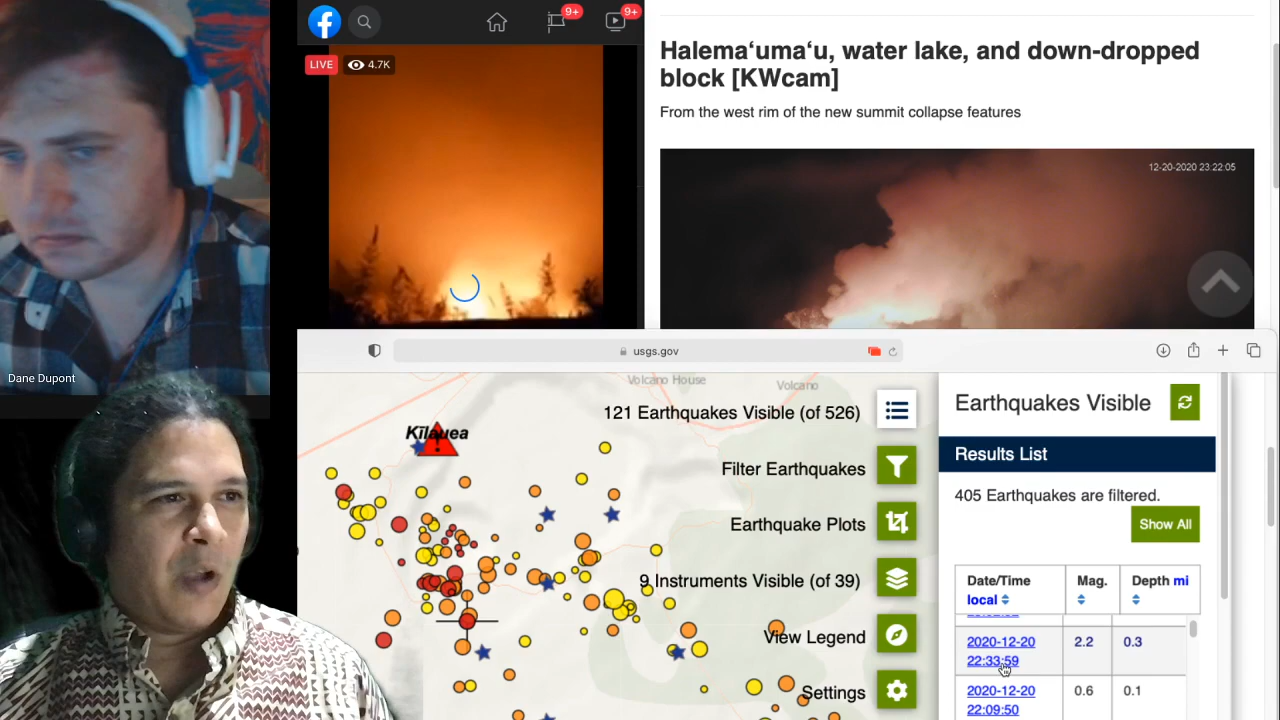 9+
9+
LIVE
4.7K
Dane Dupont
Halemaʻumaʻu, water lake, and down-dropped
block [KWcam]
From the west rim of the new summit collapse features
12-20-2020 23:22:05
usgs.gov
Volcano House
Volcano
Kīlauea
121 Earthquakes Visible (of 526)
Filter Earthquakes
Earthquake Plots
9 Instruments Visible (of 39)
View Legend
Settings
Earthquakes Visible
Results List
405 Earthquakes are filtered.
Show All
Date/Time
local
Mag.
Depth mi
2020-12-20
22:33:59
2.2
0.3
2020-12-20
22:09:50
0.6
0.1